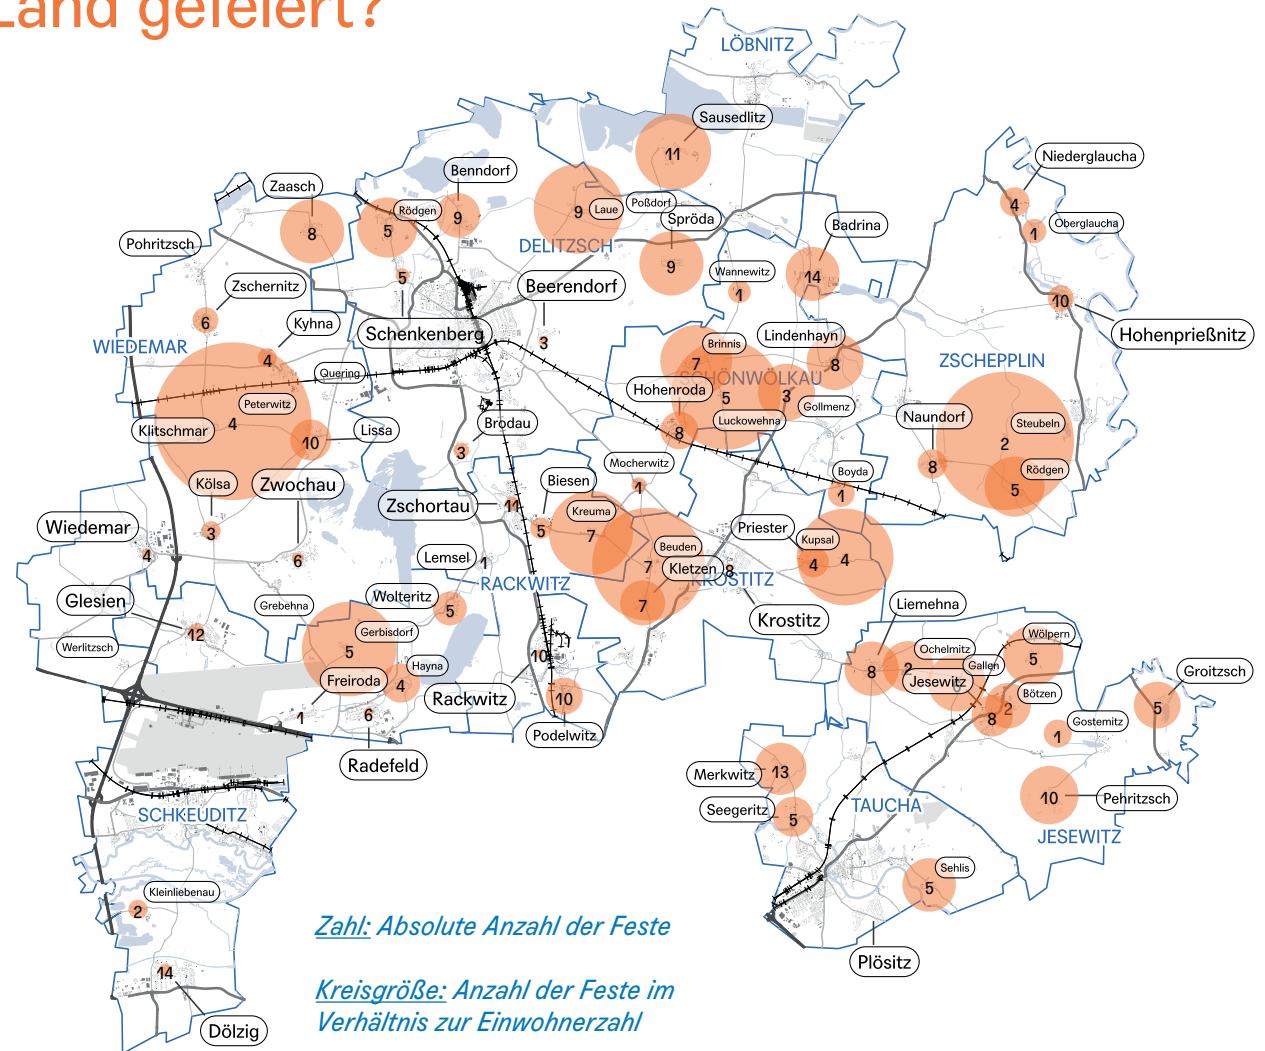 Land gefeiert?
LÖBNITZ
Sausedlitz
11
Niederglaucha
4
Oberglaucha
1
Benndorf
9
Zaasch
8
Rödgen
5
Laue
9
Poßdorf
Spröda
9
Badrina
14
DELITZSCH
Pohritzsch
Wannewitz
1
Zschernitz
6
5
Beerendorf
3
10
Hohenprießnitz
Kyhna
4
Schenkenberg
WIEDEMAR
Brinnis
7
Lindenhayn
8
ZSCHEPPLIN
Quering
SCHÖNWÖLKAU
Hohenroda
8
5
3
Gollmenz
Peterwitz
4
Klitschmar
Lissa
10
Luckowehna
Naundorf
8
Steubeln
2
Brodau
3
Rödgen
5
Mocherwitz
1
Boyda
1
Kölsa
3
Zwochau
6
Biesen
5
Zschortau
11
Kreuma
7
Wiedemar
4
Priester
4
Kupsal
4
Beuden
7
Lemsel
1
Kletzen
7
8
RACKWITZ
KROSTITZ
Krostitz
Glesien
12
Grebehna
Wolteritz
5
Liemehna
8
Werlitzsch
Gerbisdorf
5
Wölpern
5
Ochelmitz
2
Gallen
Jesewitz
8
Hayna
4
11
10
Groitzsch
5
Freiroda
1
Rackwitz
10
Bötzen
2
6
Gostemitz
1
Podelwitz
Radefeld
Merkwitz
13
Seegeritz
5
10
Pehritzsch
TAUCHA
SCHKEUDITZ
JESEWITZ
Sehlis
5
Kleinliebenau
2
Zahl: Absolute Anzahl der Feste
Plösitz
14
Kreisgröße: Anzahl der Feste im
Verhältnis zur Einwohnerzahl
Dölzig